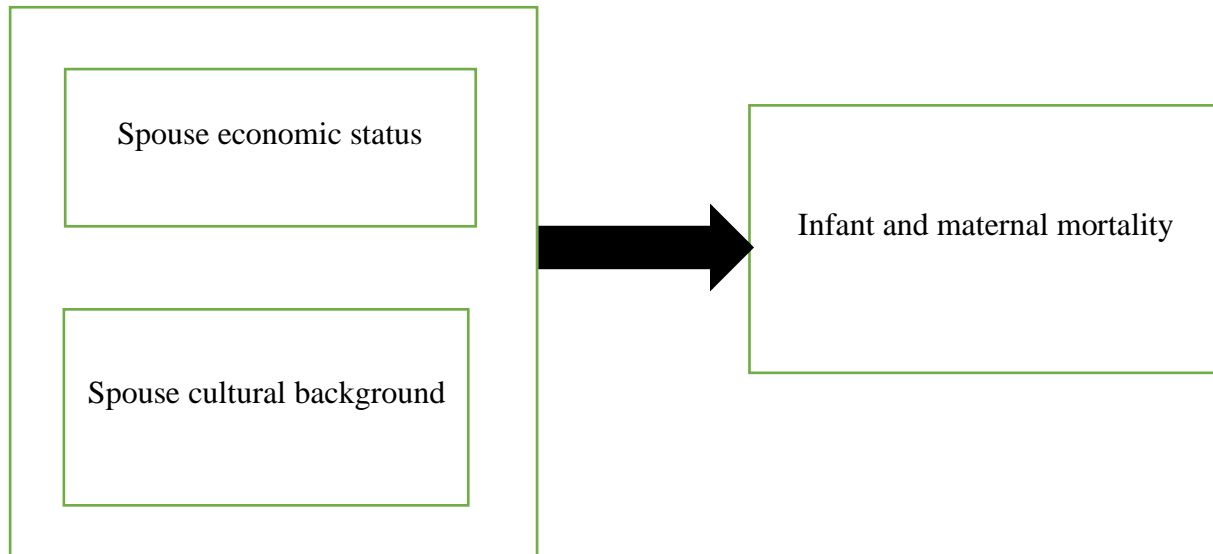 Spouse economic status
Infant and maternal mortality
Spouse cultural background